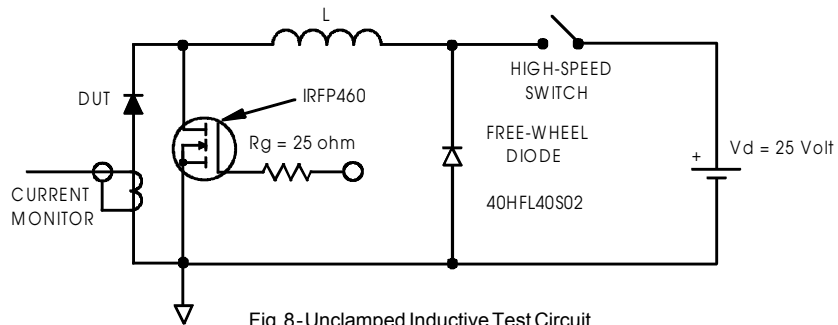 L
HIGH-SPEED
SWITCH
DUT
IRFP460
Rg = 25 ohm
FREE-WHEEL
DIODE
+
Vd = 25 Volt
40HFL40S02
CURRENT
MONITOR
Fig. 8 - Unclamped Inductive Test Circuit